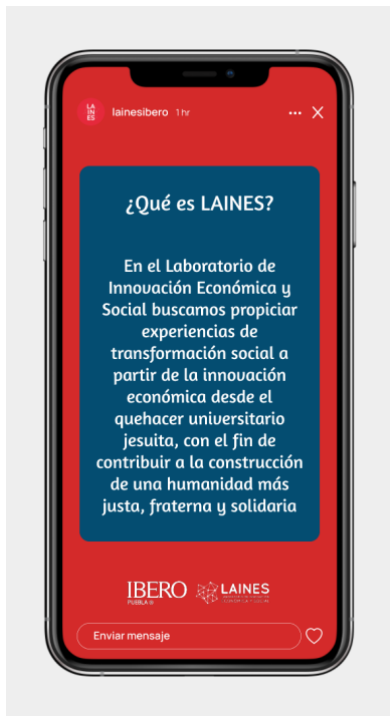 LA
IN
ES
lainesibero 1 hr
¿Qué es LAINES?
En el Laboratorio de
Innovación Económica y
Social buscamos propiciar
experiencias de
transformación social a
partir de la innovación
económica desde el
quehacer universitario
jesuita, con el fin de
contribuir a la construcción
de una humanidad más
justa, fraterna y solidaria
IBERO
PUEBLA
LAINES
Enviar mensaje